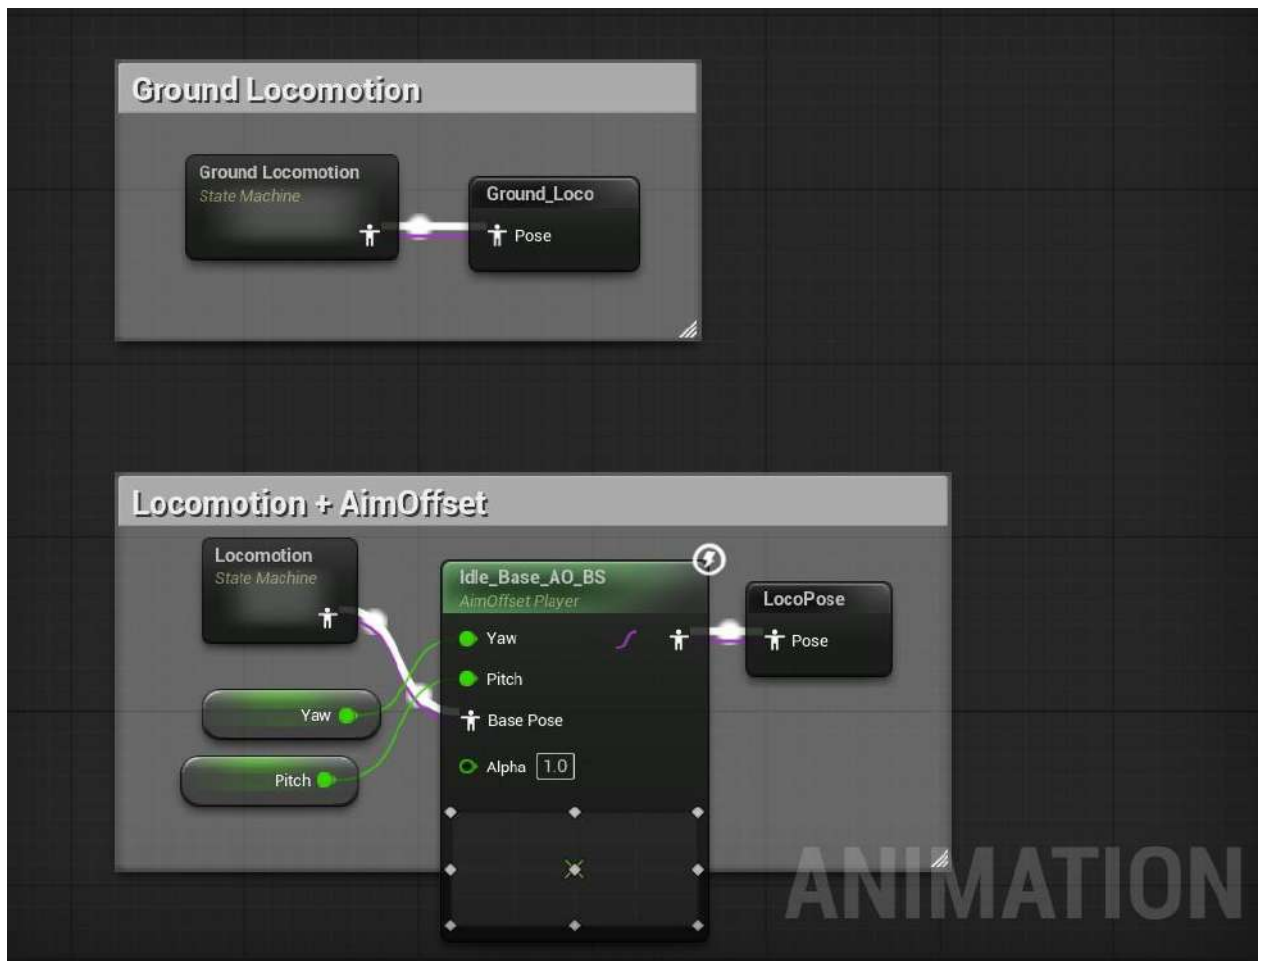 Ground Locomotion
Ground Locomotion
State Machine
Ground_Loco
Pose
Locomotion + AimOffset
Locomotion
State Machine
Idle_Base_AO_BS
AimOffset Player
LocoPose
Yaw
Pose
Pitch
Yaw
Base Pose
Pitch
Alpha 1.0
ANIMATION